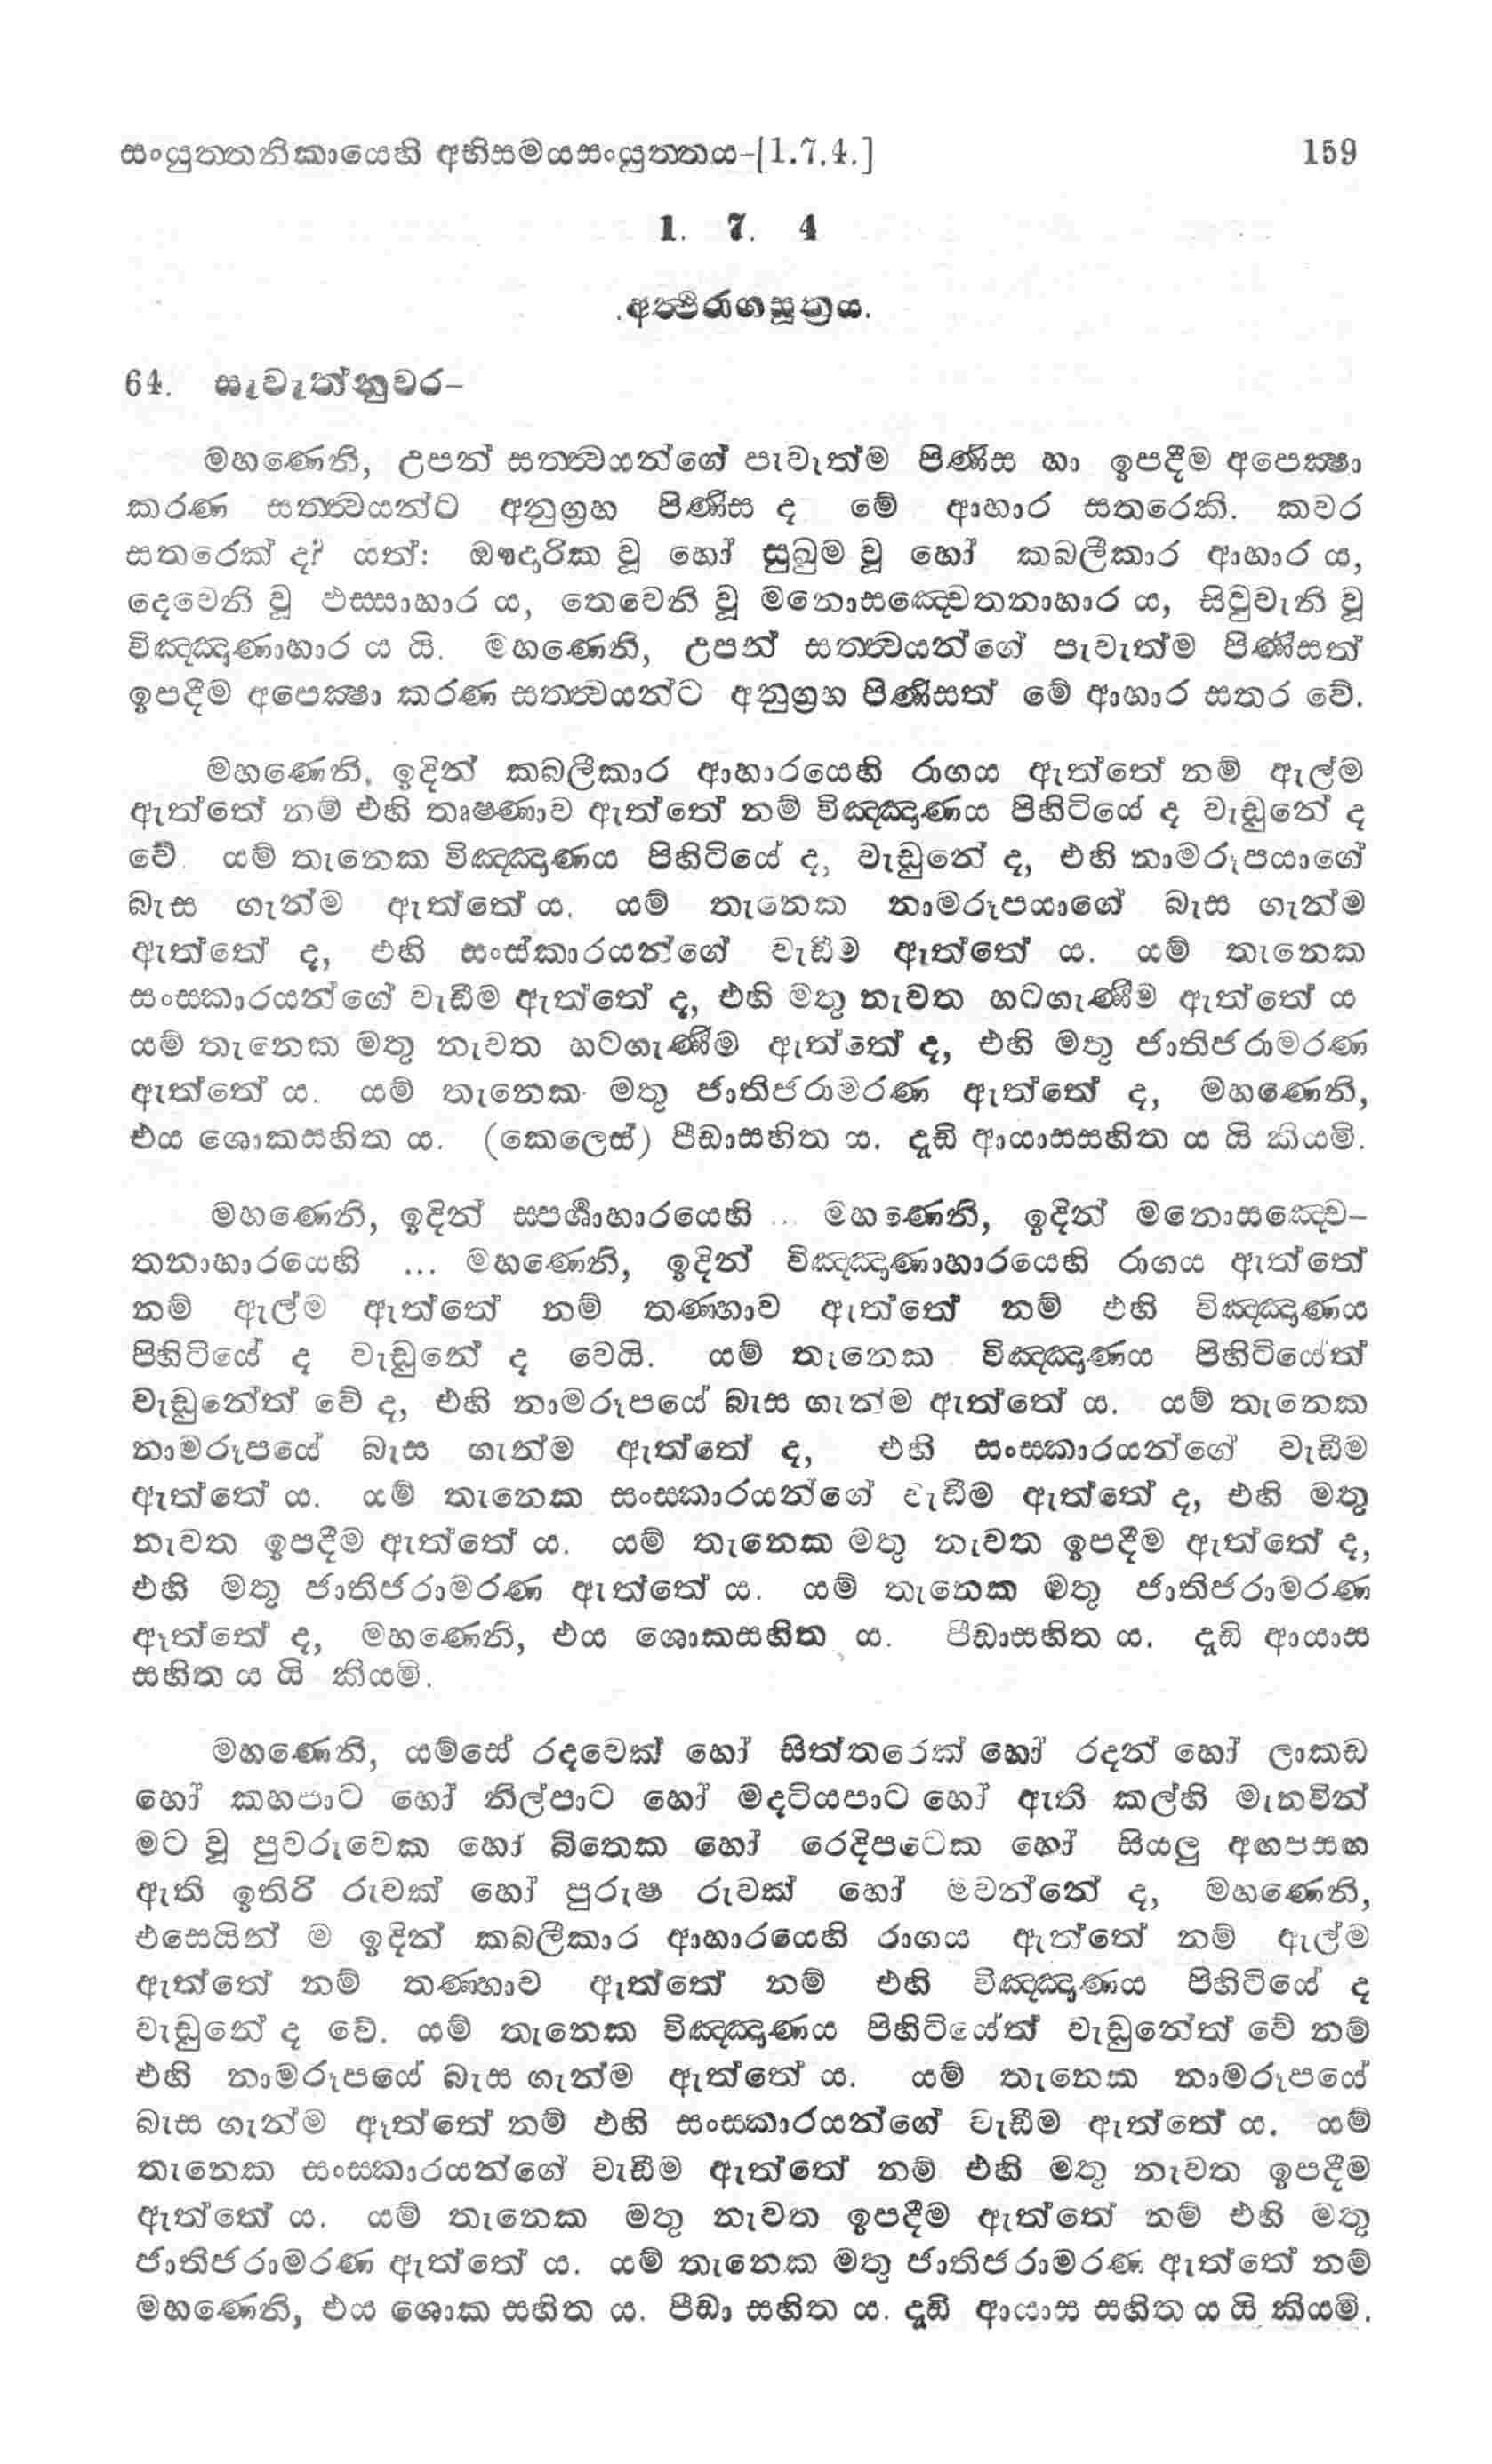 සංයුත්තනිකායෙහි අභිසමයසංයුත්තය-[1.7.4.] 159
1. 7. 4
අත්ථිරාගසූත්‍රය.
64. සැවැත්නුවර-
මහණෙනි, උපන් සත්ත්වයන්ගේ පැවැත්ම පිණිස හා ඉපදීම අපෙක්ෂා
කරණ සත්ත්වයන්ට අනුග්‍රහ පිණිස ද මේ ආහාර සතරෙකි. කවර
සතරෙක් ද? යත්: ඖදාරික වූ හෝ සුඛුම වූ හෝ කබලීකාර ආහාර ය,
දෙවෙනි වූ ඵස්සාහාර ය, තෙවෙනි වූ මනොසඤ්චෙතනාහාර ය, සිවුවැනි වූ
විඤ්ඤාණාහාර ය යි. මහණෙනි, උපන් සත්ත්වයන්ගේ පැවැත්ම පිණිසත්
ඉපදීම අපෙක්ෂා කරණ සත්ත්වයන්ට අනුග්‍රහ පිණිසත් මේ ආහාර සතර වේ.
මහණෙනි, ඉදින් කබලීකාර ආහාරයෙහි රාගය ඇත්තේ නම් ඇල්ම
ඇත්තේ නම් එහි තෘෂ්ණාව ඇත්තේ නම් විඤ්ඤාණය පිහිටියේ ද වැඩුනේ ද
වේ. යම් තැනෙක විඤ්ඤාණය පිහිටියේ ද, වැඩුනේ ද, එහි නාමරූපයාගේ
බැස ගැන්ම ඇත්තේ ය. යම් තැනෙක නාමරූපයාගේ බැස ගැන්ම
ඇත්තේ ද, එහි සංස්කාරයන්ගේ වැඩීම ඇත්තේ ය. යම් තැනෙක
සංස්කාරයන්ගේ වැඩීම ඇත්තේ ද, එහි මතු නැවත හටගැණීම ඇත්තේ ය
යම් තැනෙක මතු නැවත හටගැණීම ඇත්තේ ද, එහි මතු ජාතිජරාමරණ
ඇත්තේ ය. යම් තැනෙක මතු ජාතිජරාමරණ ඇත්තේ ද, මහණෙනි,
එය ශොකසහිත ය. (කෙලෙස්) පීඩාසහිත ය. දැඩි ආයාසසහිත ය යි කියමි.
මහණෙනි, ඉදින් ස්පර්ශාහාරයෙහි ... මහණෙනි, ඉදින් මනොසඤ්චෙ-
තනාහාරයෙහි ... මහණෙනි, ඉදින් විඤ්ඤාණාහාරයෙහි රාගය ඇත්තේ
නම් ඇල්ම ඇත්තේ නම් තණ්හාව ඇත්තේ නම් එහි විඤ්ඤාණය
පිහිටියේ ද වැඩුනේ ද වෙයි. යම් තැනෙක විඤ්ඤාණය පිහිටියේත්
වැඩුනේත් වේ ද, එහි නාමරූපයේ බැස ගැන්ම ඇත්තේ ය. යම් තැනෙක
නාමරූපයේ බැස ගැන්ම ඇත්තේ ද, එහි සංස්කාරයන්ගේ වැඩීම
ඇත්තේ ය. යම් තැනෙක සංස්කාරයන්ගේ වැඩීම ඇත්තේ ද, එහි මතු
නැවත ඉපදීම ඇත්තේ ය. යම් තැනෙක මතු නැවත ඉපදීම ඇත්තේ ද,
එහි මතු ජාතිජරාමරණ ඇත්තේ ය. යම් තැනෙක මතු ජාතිජරාමරණ
ඇත්තේ ද, මහණෙනි, එය ශොකසහිත ය. පීඩාසහිත ය. දැඩි ආයාස
සහිත ය යි කියමි.
මහණෙනි, යම්සේ රදවෙක් හෝ සිත්තරෙක් හෝ රදන් හෝ ලාකඩ
හෝ කහපාට හෝ නිල්පාට හෝ මදටියපාට හෝ ඇති කල්හි මැනවින්
මට වූ පුවරුවෙක හෝ බිතෙක හෝ රෙදිපටෙක හෝ සියලු අඟපසඟ
ඇති ඉතිරි රුවක් හෝ පුරුෂ රුවක් හෝ මවන්නේ ද, මහණෙනි,
එසෙයින් ම ඉදින් කබලීකාර ආහාරයෙහි රාගය ඇත්තේ නම් ඇල්ම
ඇත්තේ නම් තණ්හාව ඇත්තේ නම් එහි විඤ්ඤාණය පිහිටියේ ද
වැඩුනේ ද වේ. යම් තැනෙක විඤ්ඤාණය පිහිටියේත් වැඩුනේත් වේ නම්
එහි නාමරූපයේ බැස ගැන්ම ඇත්තේ ය. යම් තැනෙක නාමරූපයේ
බැස ගැන්ම ඇත්තේ නම් එහි සංස්කාරයන්ගේ වැඩීම ඇත්තේ ය. යම්
තැනෙක සංස්කාරයන්ගේ වැඩීම ඇත්තේ නම් එහි මතු නැවත ඉපදීම
ඇත්තේ ය. යම් තැනෙක මතු නැවත ඉපදීම ඇත්තේ නම් එහි මතු
ජාතිජරාමරණ ඇත්තේ ය. යම් තැනෙක මතු ජාතිජරාමරණ ඇත්තේ නම්
මහණෙනි, එය ශොක සහිත ය. පීඩා සහිත ය. දැඩි ආයාස සහිත ය යි කියමි.